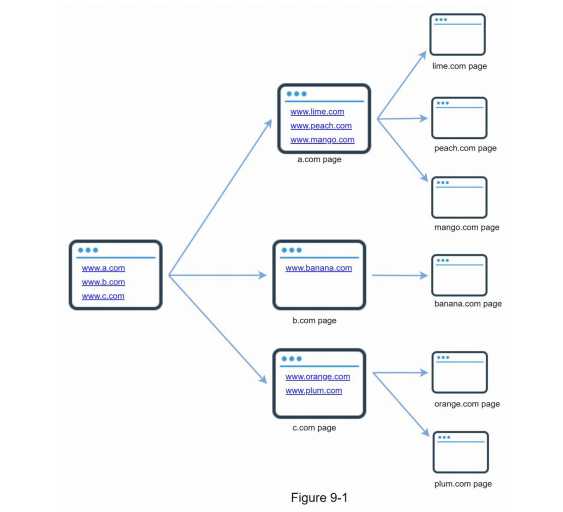 www.a.com
www.b.com
www.c.com
www.lime.com
www.peach.com
www.mango.com
a.com page
www.banana.com
b.com page
www.orange.com
www.plum.com
c.com page
lime.com page
peach.com page
mango.com page
banana.com page
orange.com page
plum.com page
Figure 9-1